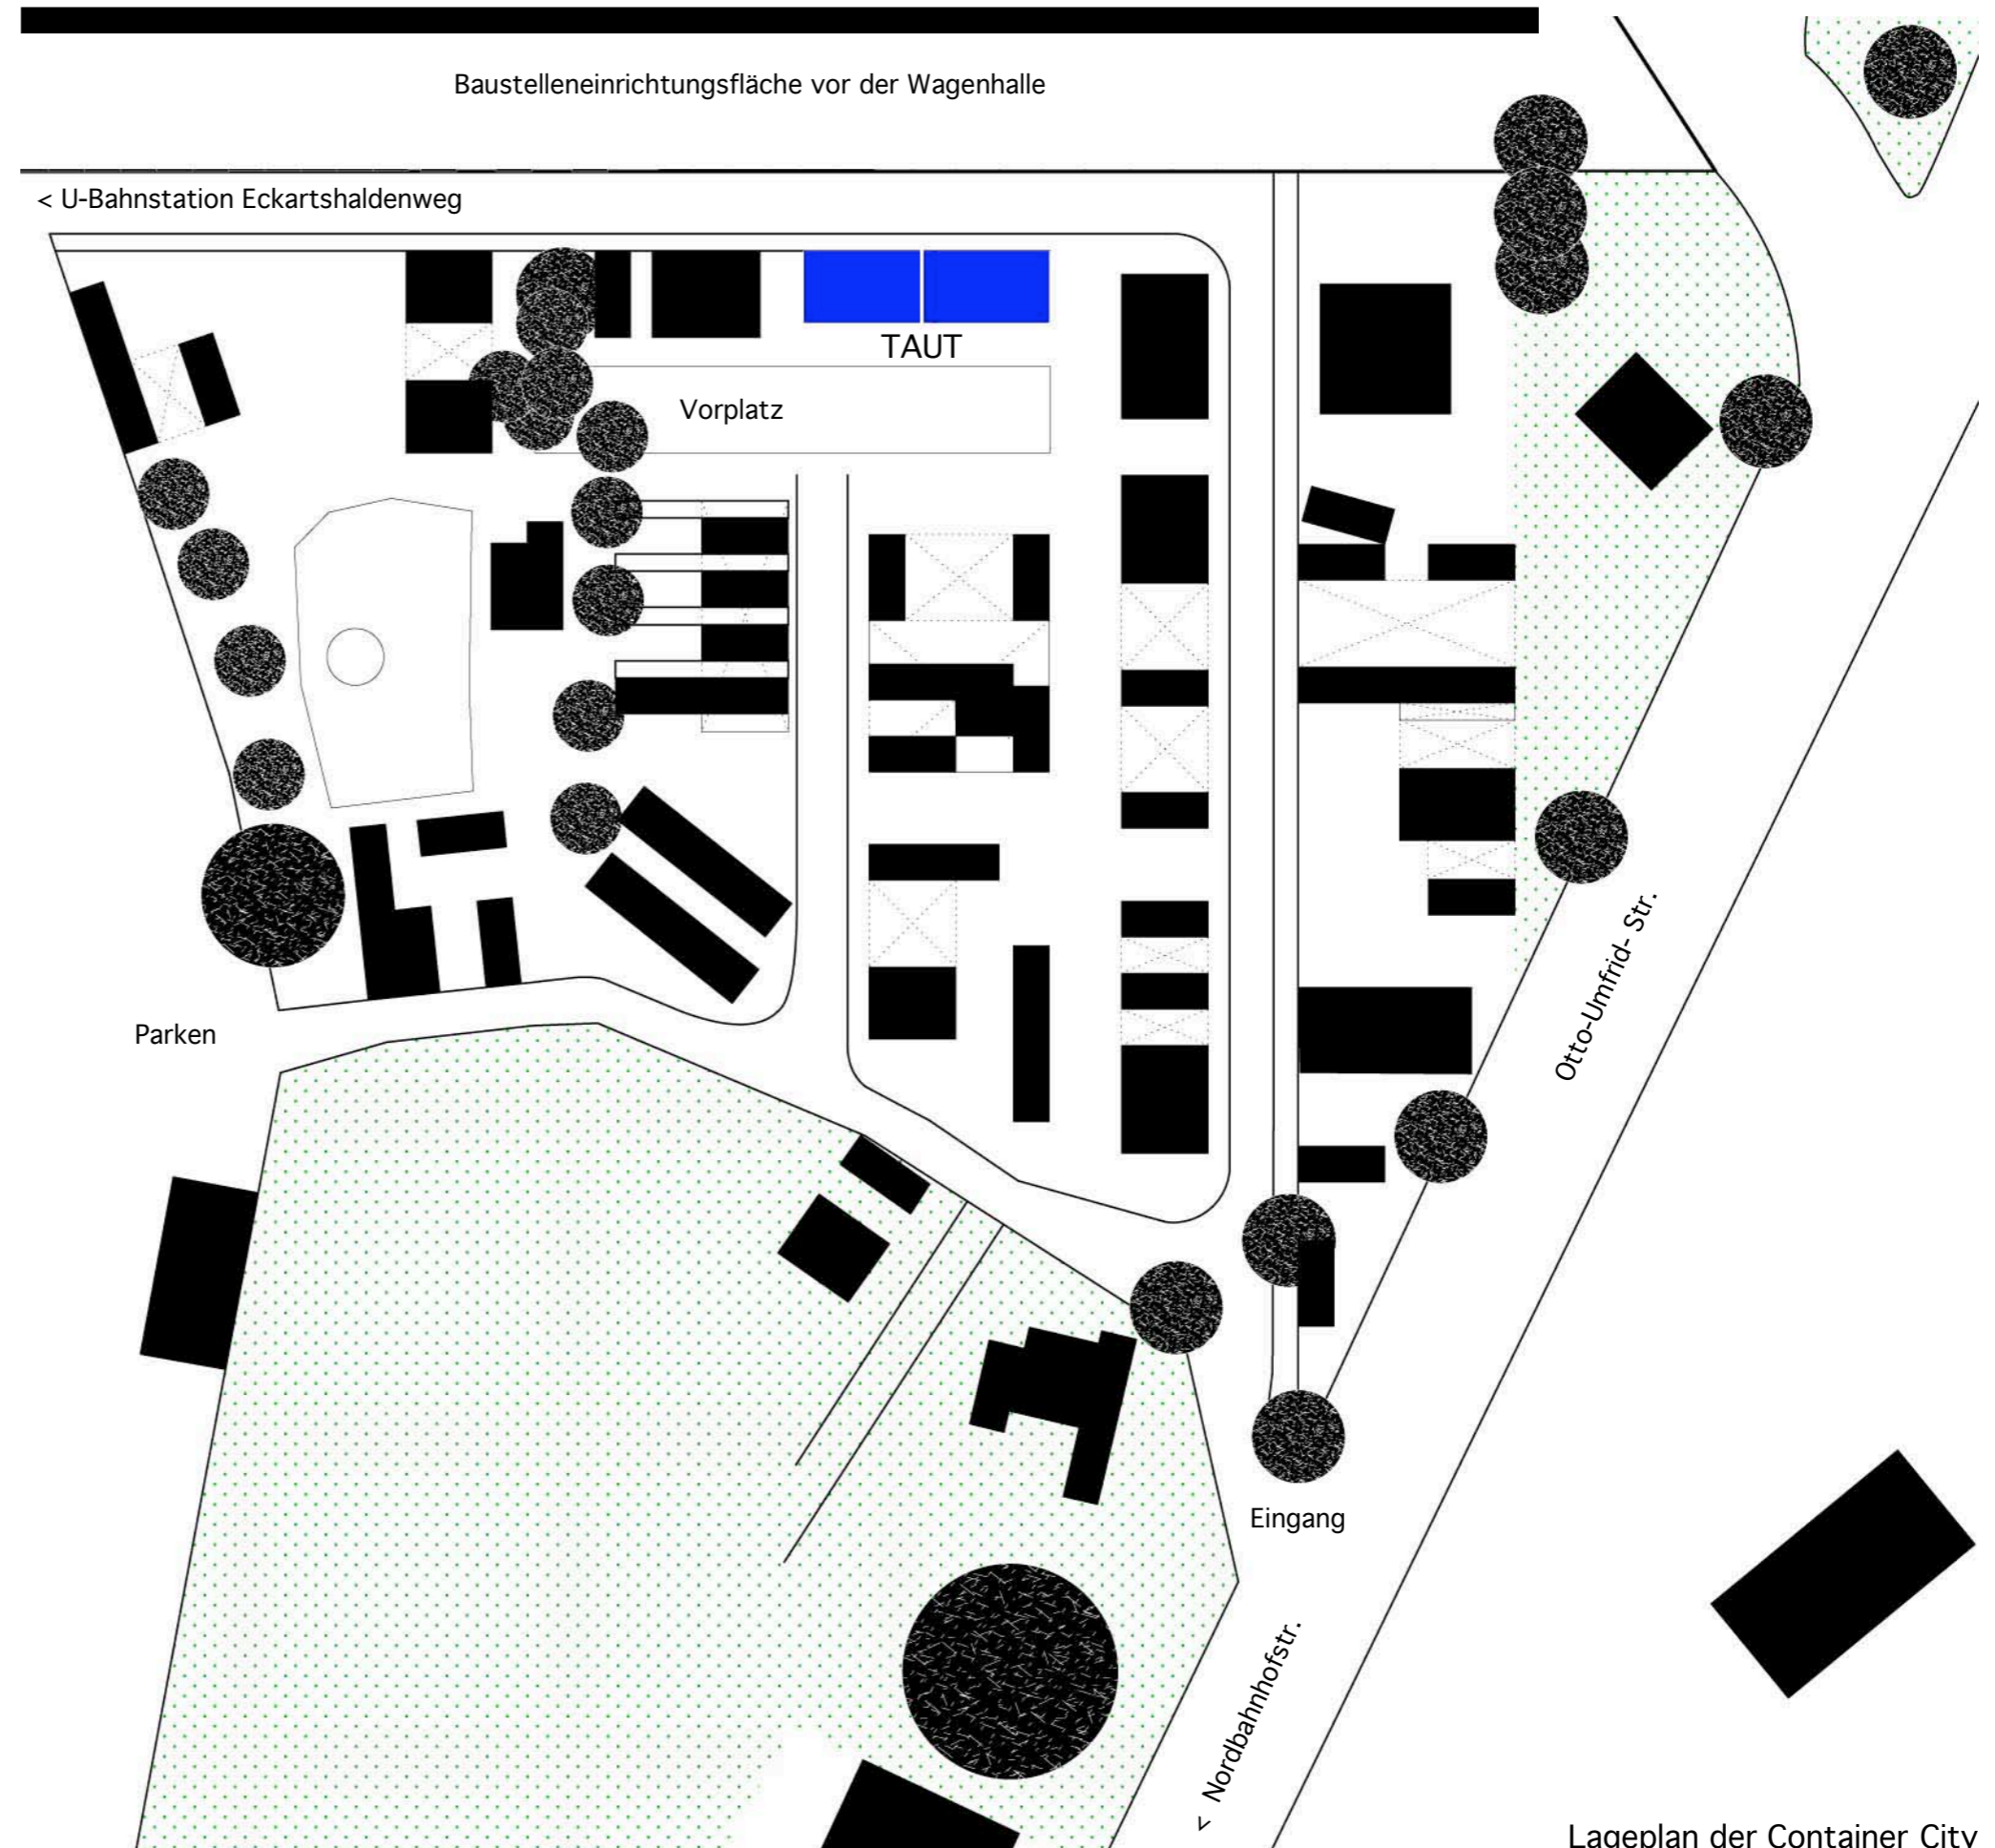 Baustelleneinrichtungsfläche vor der Wagenhalle
< U-Bahnstation Eckartshaldenweg
TAUT
Vorplatz
Otto-Umfrid- Str.
Parken
Eingang
< Nordbahnhofstr.
Lageplan der Container City